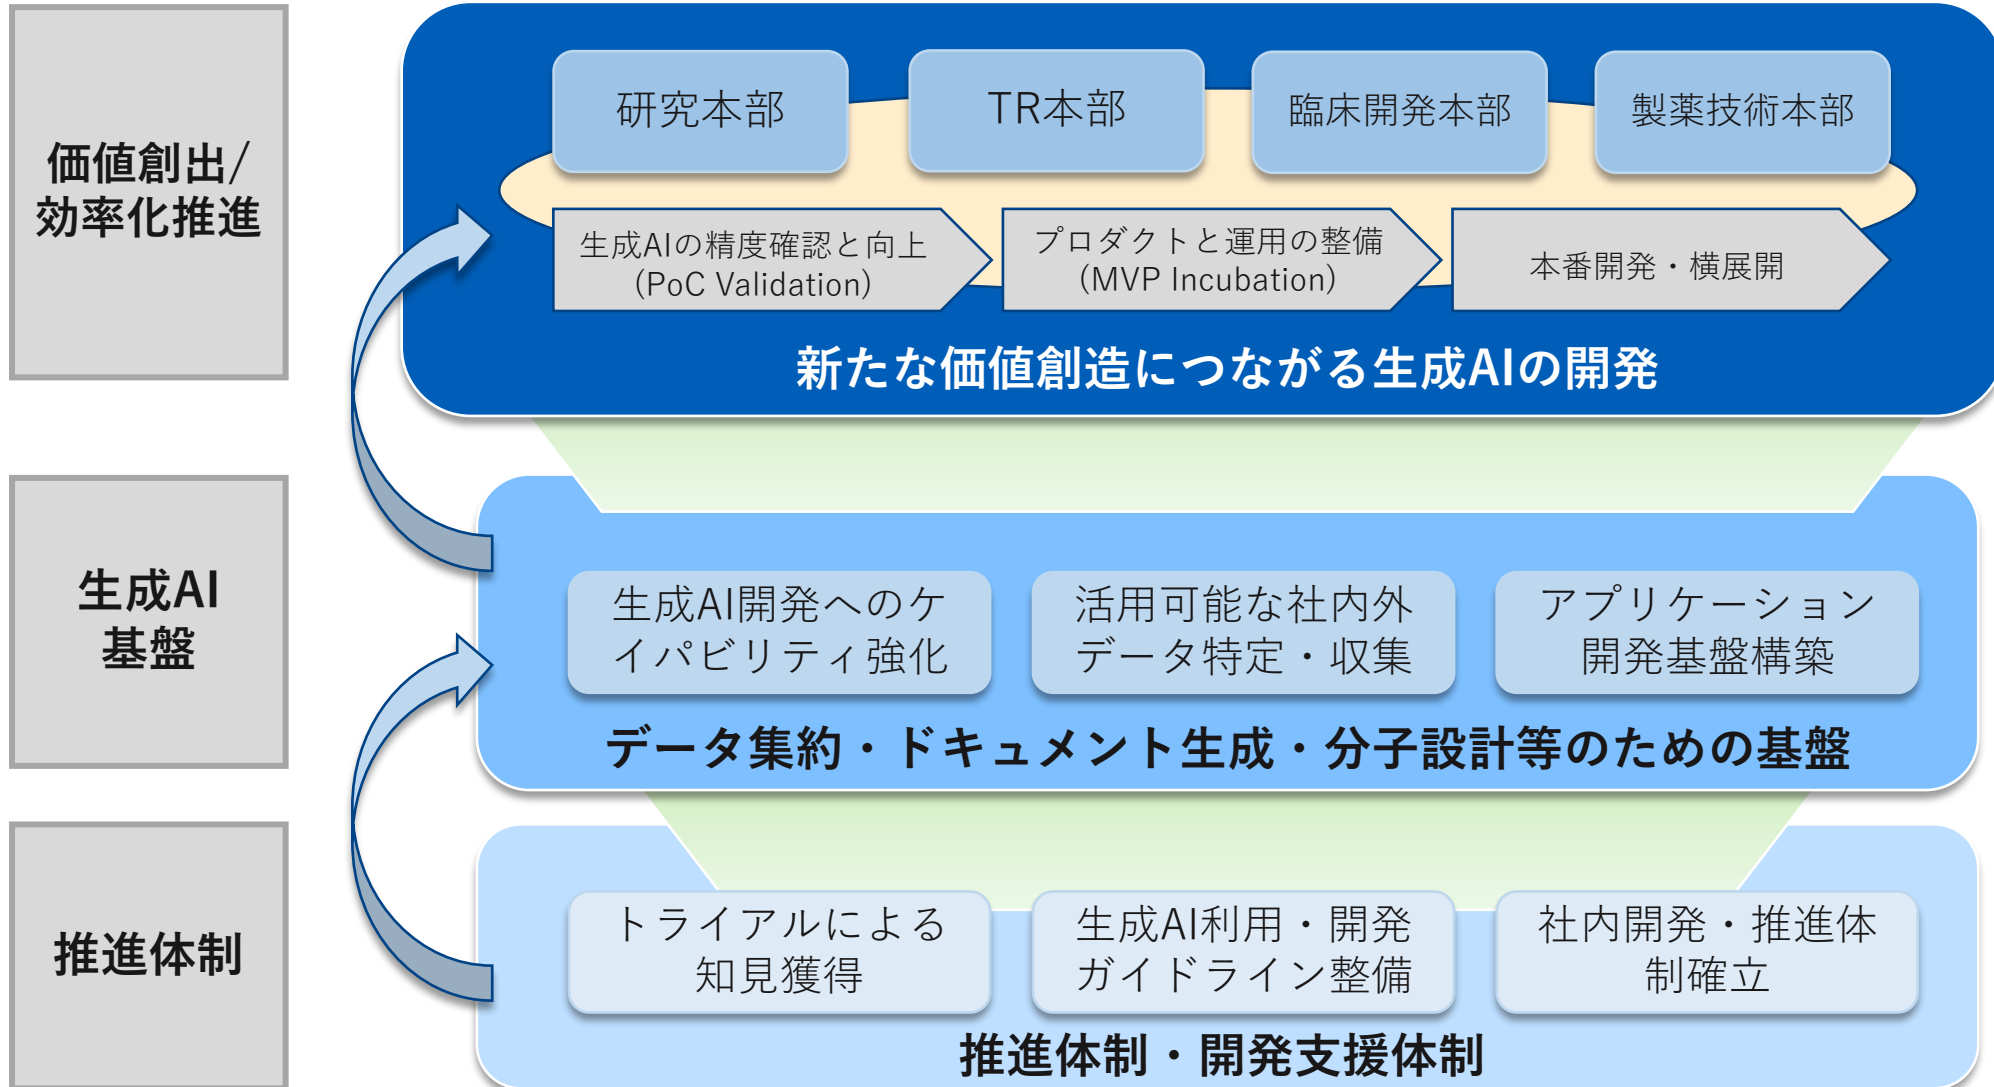 価値創出/
効率化推進
研究本部
TR本部
臨床開発本部
製薬技術本部
生成AIの精度確認と向上
(PoC Validation)
プロダクトと運用の整備
(MVP Incubation)
本番開発・横展開
新たな価値創造につながる生成AIの開発
生成AI
基盤
生成AI開発へのケ
イパビリティ強化
活用可能な社内外
データ特定・収集
アプリケーション
開発基盤構築
データ集約・ドキュメント生成・分子設計等のための基盤
推進体制
トライアルによる
知見獲得
生成AI利用・開発
ガイドライン整備
社内開発・推進体
制確立
推進体制・開発支援体制